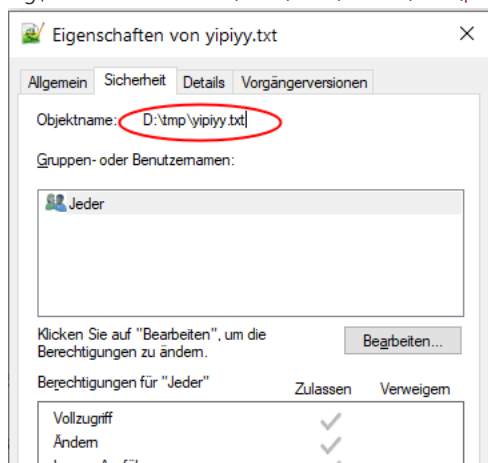 Eigenschaften von yipiyy.txt
Allgemein Sicherheit Details Vorgängerversionen
Objektname: D:\tmp\yipiyy.txt
Gruppen- oder Benutzernamen:
Jeder
Klicken Sie auf "Bearbeiten", um die
Berechtigungen zu ändern.
Bearbeiten...
Berechtigungen für "Jeder" Zulassen Verweigern
Vollzugriff
Ändern